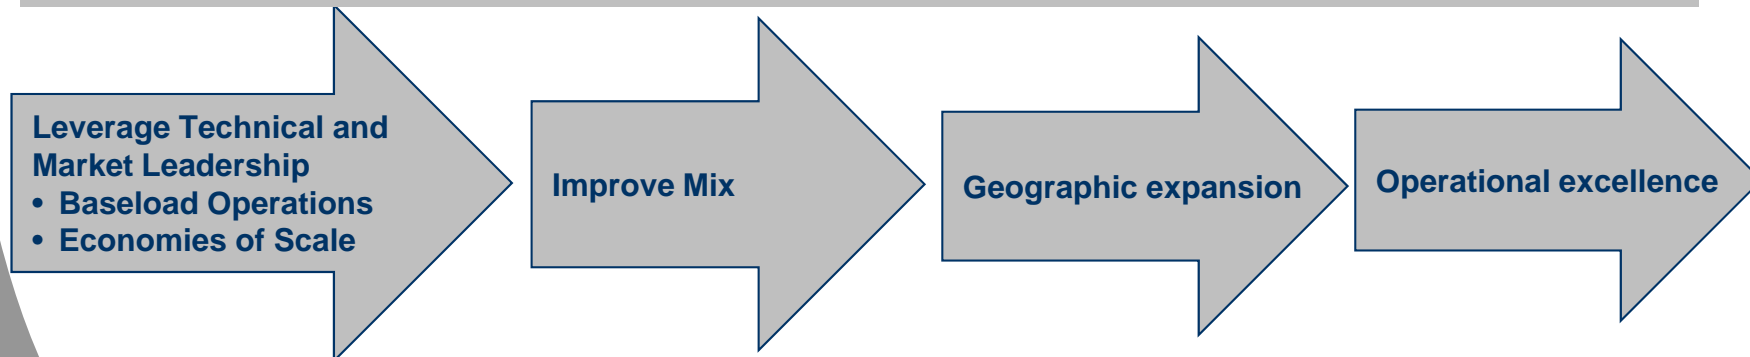 Leverage Technical and
Market Leadership
• Baseload Operations
• Economies of Scale
Improve Mix
Geographic expansion
Operational excellence